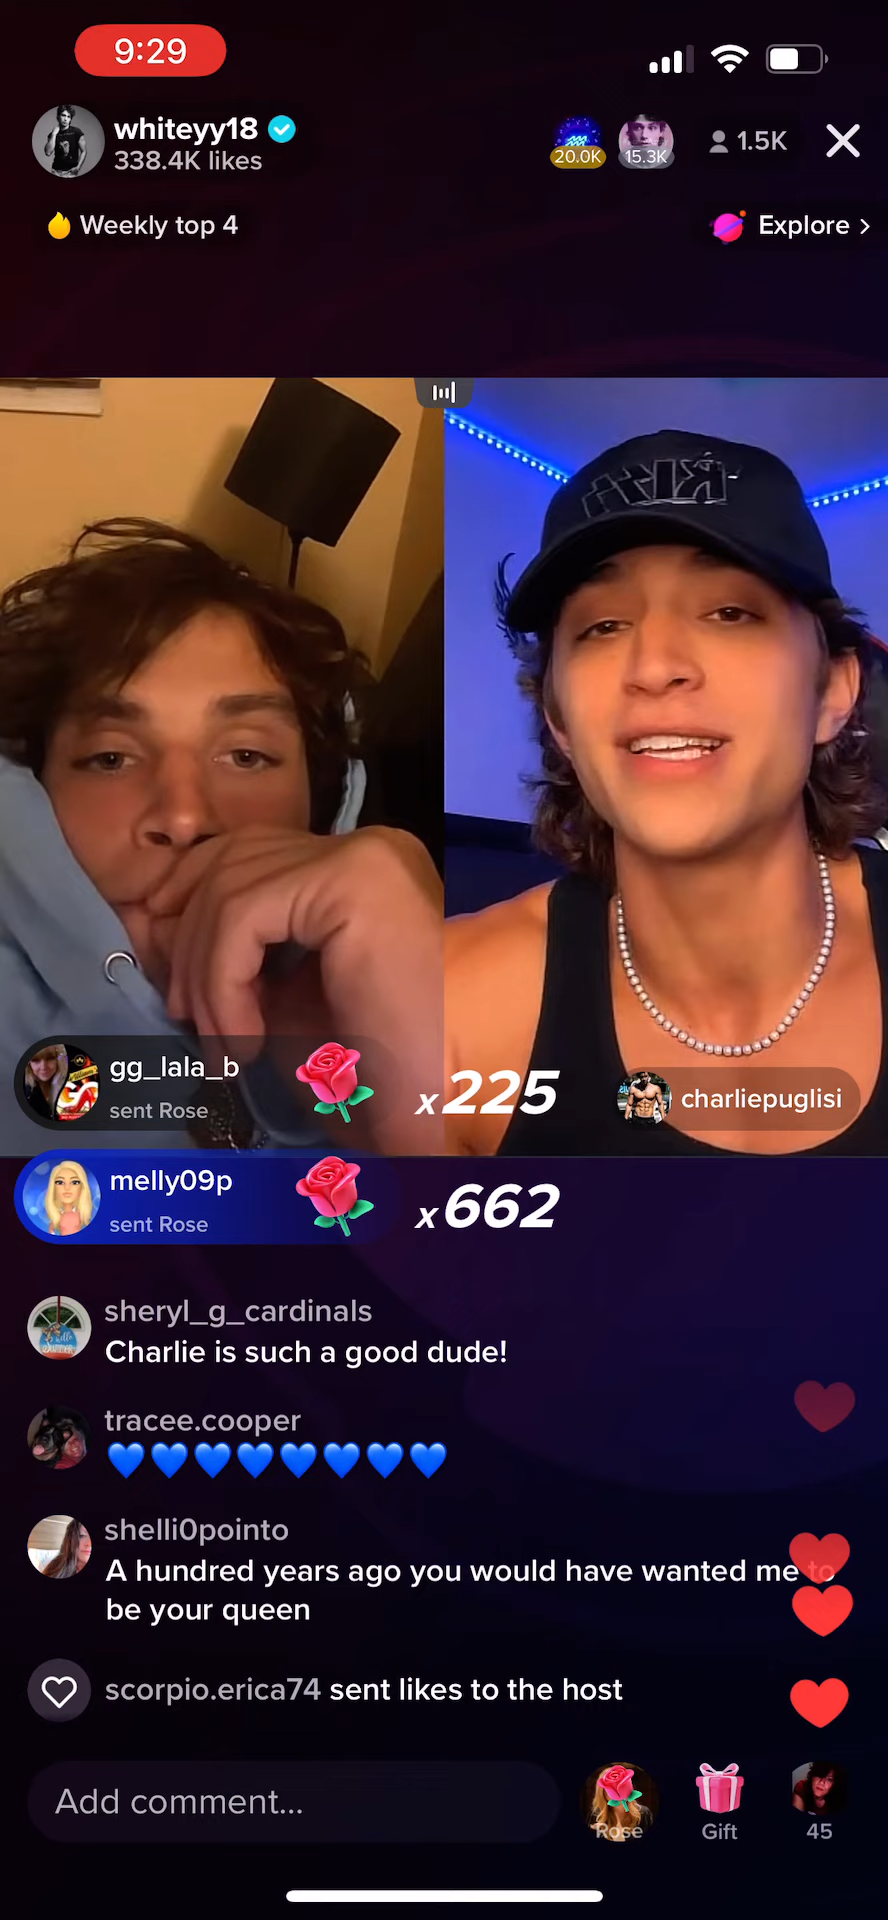 9:29
whiteyy18
338.4K likes
20.0K
15.3K
1.5K
Weekly top 4
Explore >
gg_lala_b
sent Rose
x225
charliepuglisi
melly09p
sent Rose
x662
sheryl_g_cardinals
Charlie is such a good dude!
tracee.cooper
💙💙💙💙💙💙💙💙
shelli0pointo
A hundred years ago you would have wanted me to
be your queen
scorpio.erica74 sent likes to the host
Add comment...
Rose
Gift
45